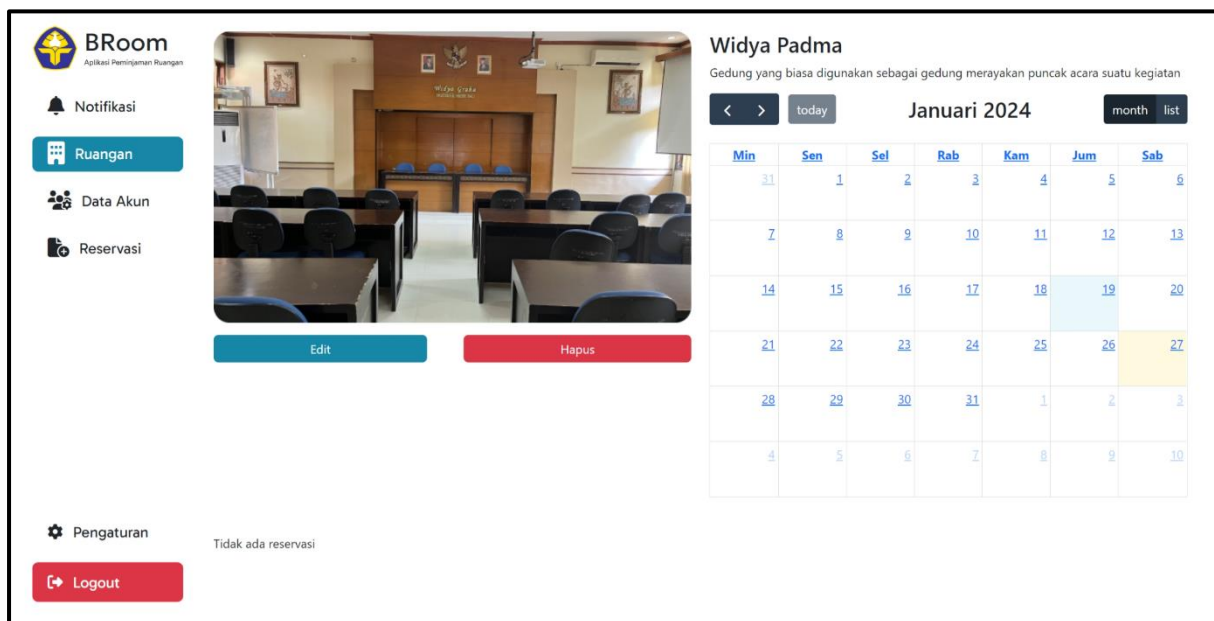 BRoom
Aplikasi Peminjaman Ruangan
Notifikasi
Ruangan
Data Akun
Reservasi
Pengaturan
Logout
Widya Graha
Edit
Hapus
Tidak ada reservasi
Widya Padma
Gedung yang biasa digunakan sebagai gedung merayakan puncak acara suatu kegiatan
today
Januari 2024
month list
Min Sen Sel Rab Kam Jum Sab
31 1 2 3 4 5 6
7 8 9 10 11 12 13
14 15 16 17 18 19 20
21 22 23 24 25 26 27
28 29 30 31 1 2 3
4 5 6 7 8 9 10